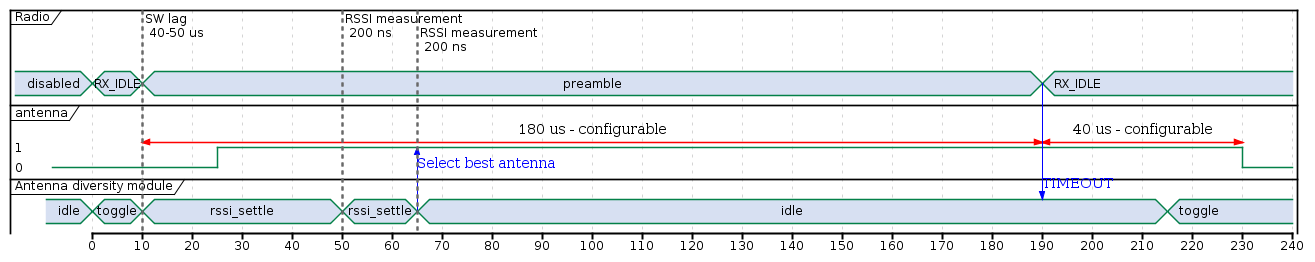 Radio
SW lag
40-50 us
RSSI measurement
200 ns
RSSI measurement
200 ns
disabled
RX_IDLE
preamble
RX_IDLE
antenna
180 us - configurable
40 us - configurable
1
0
Select best antenna
TIMEOUT
Antenna diversity module
idle
toggle
rssi_settle
rssi_settle
idle
toggle
0 10 20 30 40 50 60 70 80 90 100 110 120 130 140 150 160 170 180 190 200 210 220 230 240